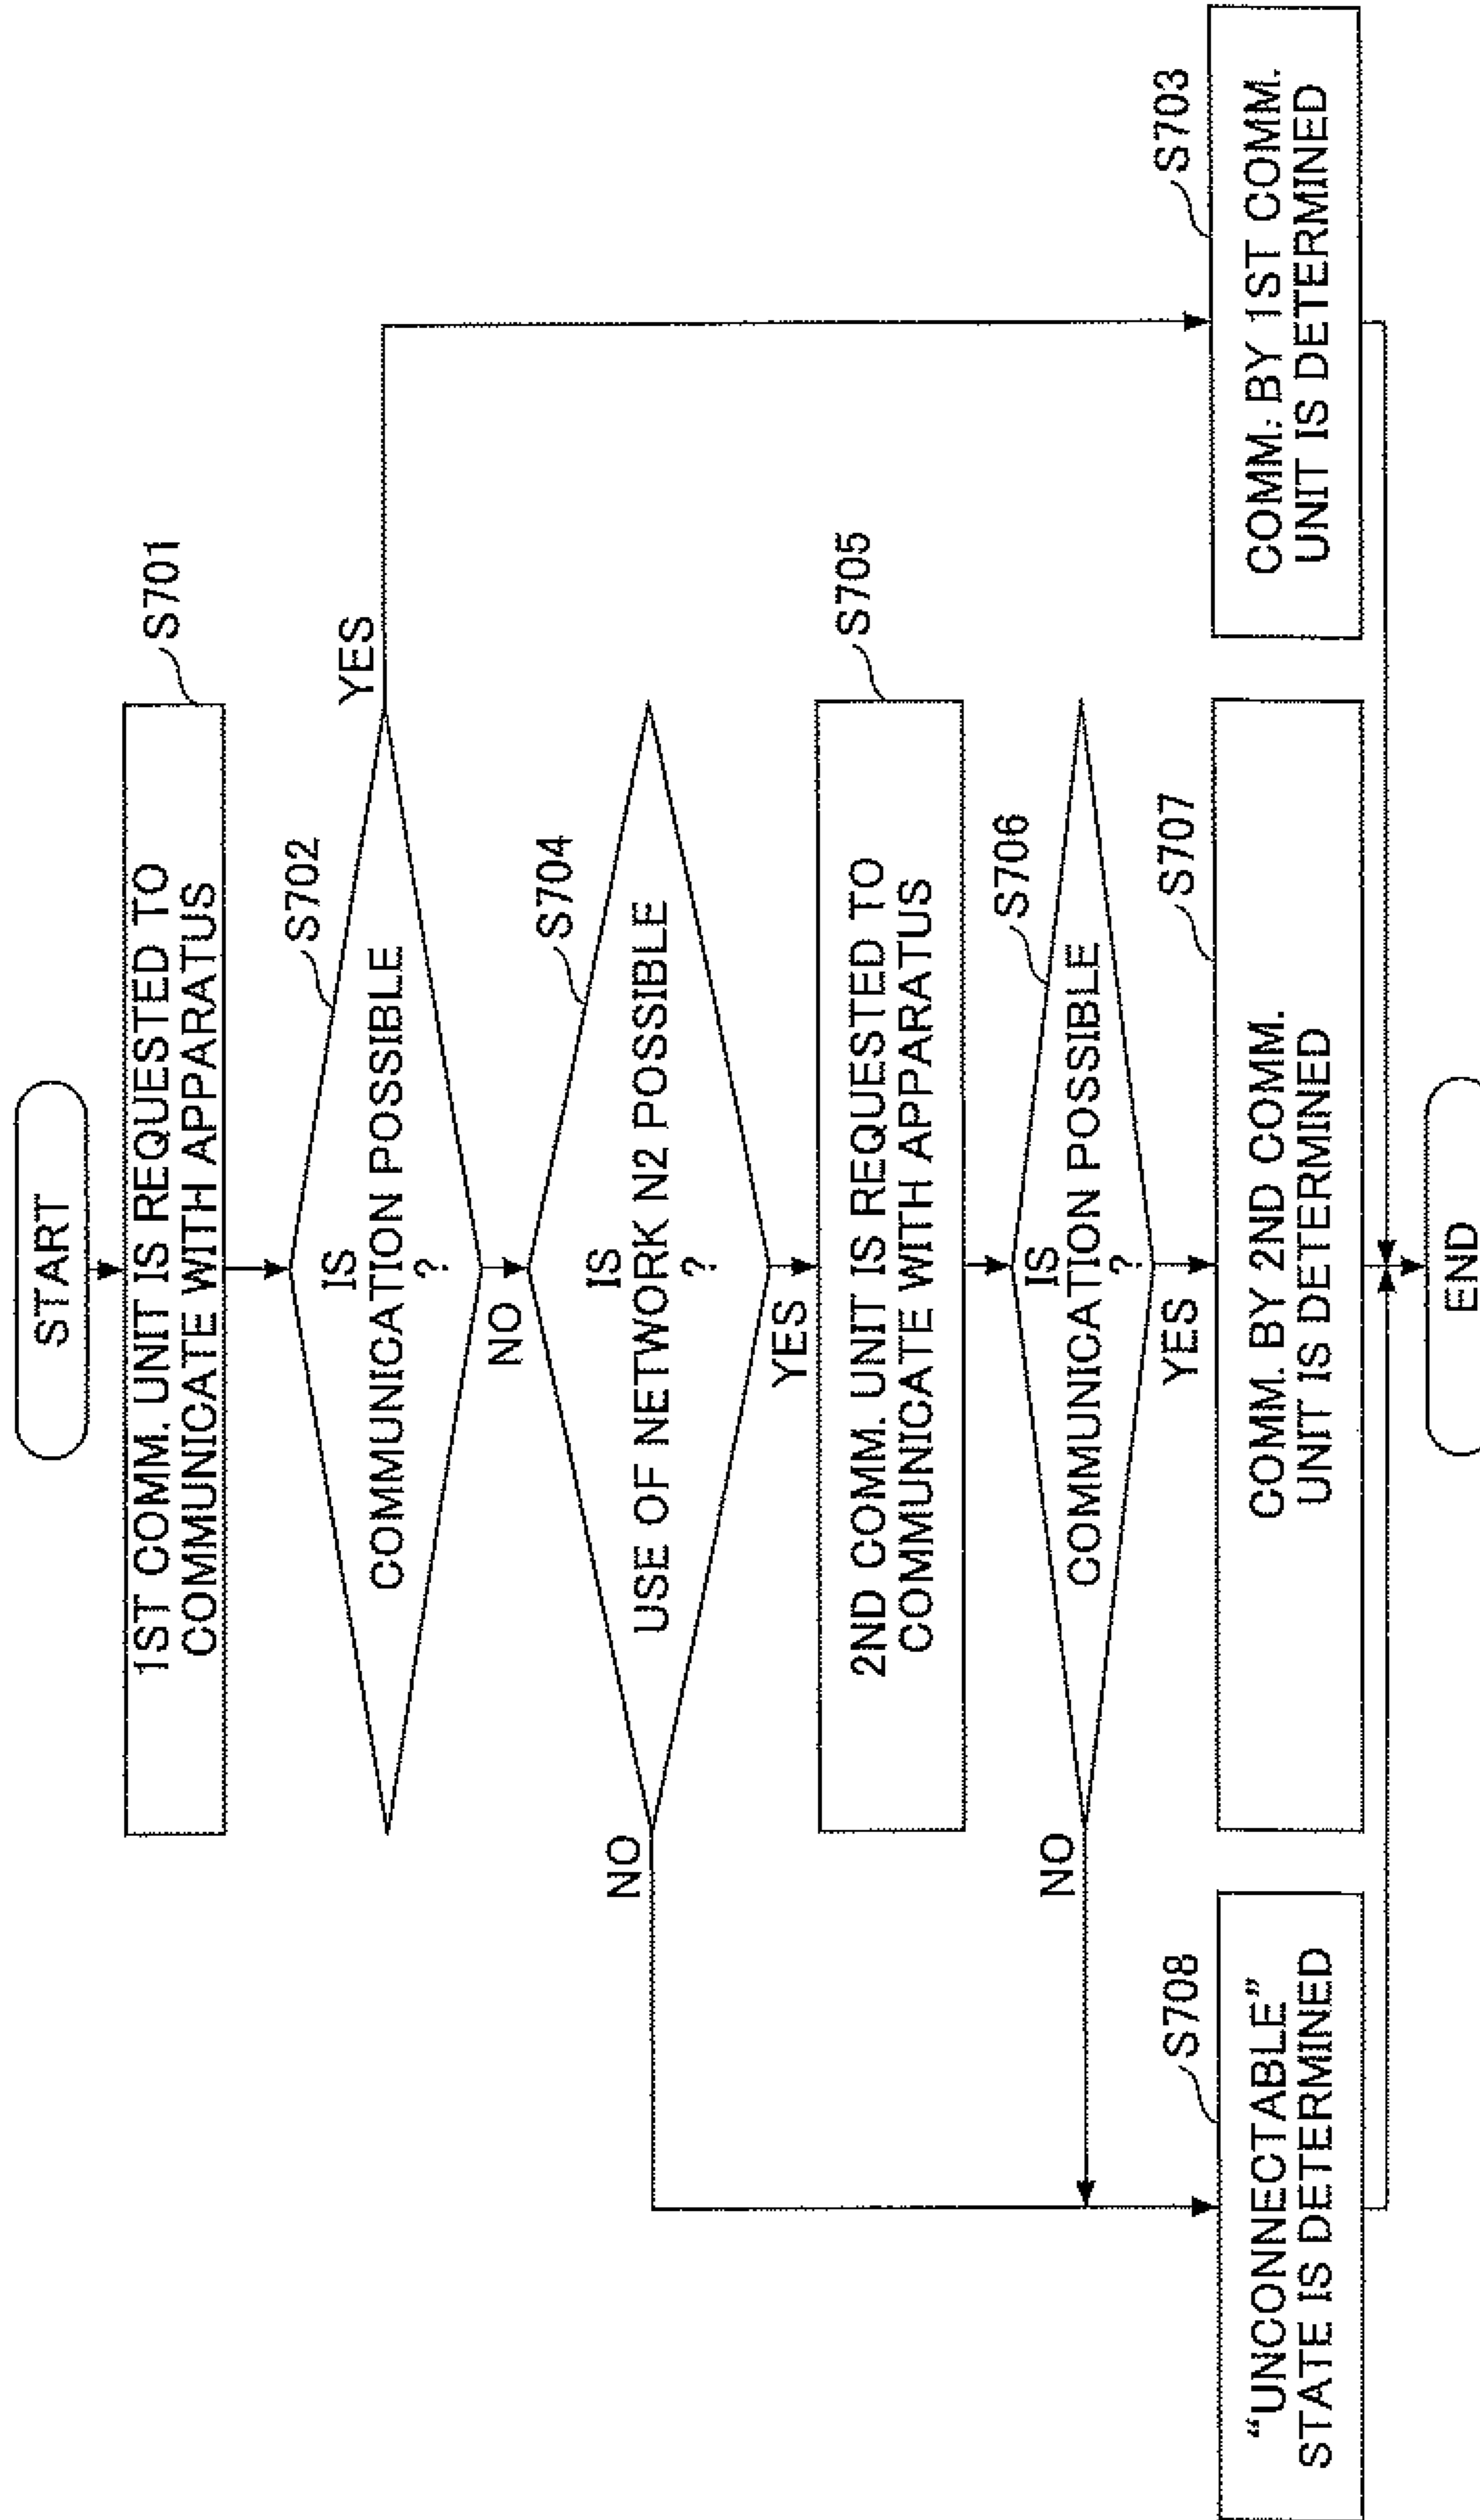 START
S701
1ST COMM. UNIT IS REQUESTED TO
COMMUNICATE WITH APPARATUS
S702
IS
COMMUNICATION POSSIBLE
?
YES
NO
S704
IS
USE OF NETWORK N2 POSSIBLE
?
NO
YES
S705
2ND COMM. UNIT IS REQUESTED TO
COMMUNICATE WITH APPARATUS
S706
IS
COMMUNICATION POSSIBLE
?
NO
YES
S708
“UNCONNECTABLE”
STATE IS DETERMINED
S707
COMM. BY 2ND COMM.
UNIT IS DETERMINED
S703
COMM. BY 1ST COMM.
UNIT IS DETERMINED
END